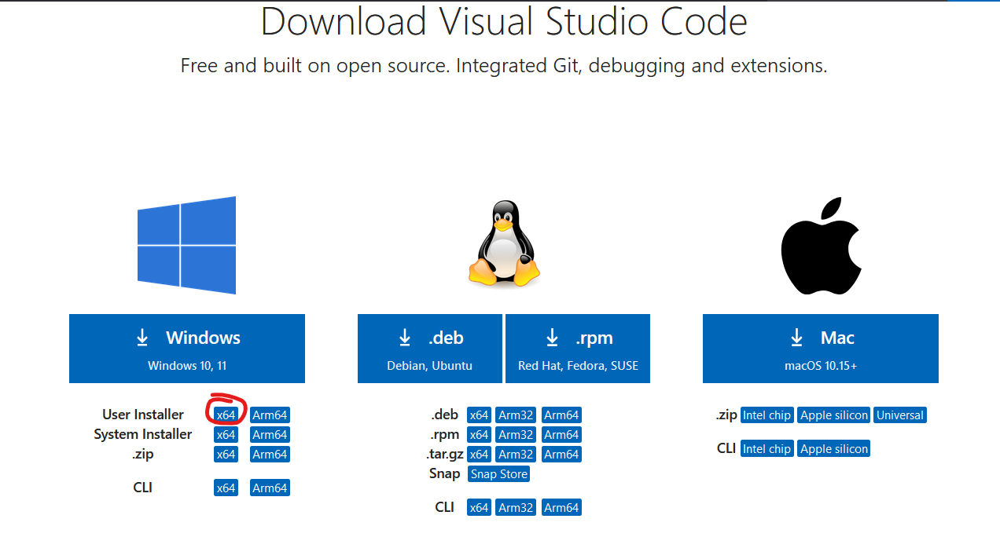 Download Visual Studio Code
Free and built on open source. Integrated Git, debugging and extensions.
Windows
Windows 10, 11
User Installer x64 Arm64
System Installer x64 Arm64
.zip x64 Arm64
CLI x64 Arm64
.deb
Debian, Ubuntu
.rpm
Red Hat, Fedora, SUSE
.deb x64 Arm32 Arm64
.rpm x64 Arm32 Arm64
.tar.gz x64 Arm32 Arm64
Snap Snap Store
CLI x64 Arm32 Arm64
Mac
macOS 10.15+
.zip Intel chip Apple silicon Universal
CLI Intel chip Apple silicon